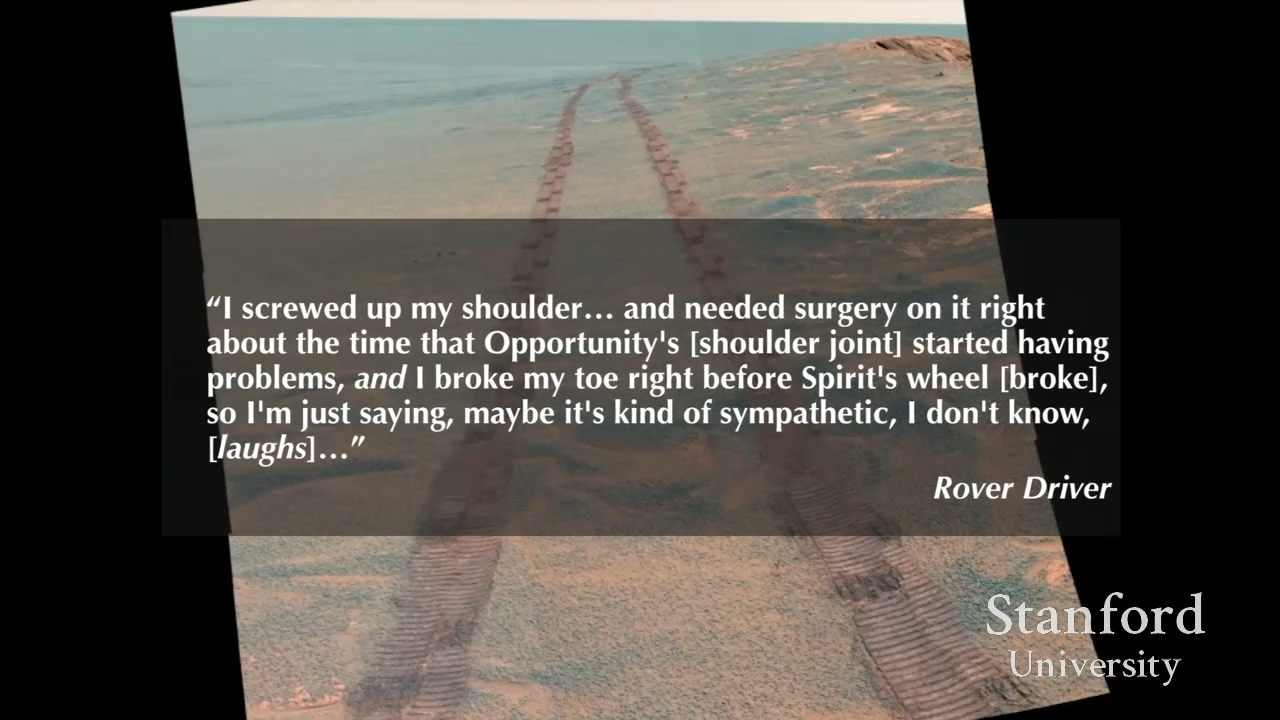 “I screwed up my shoulder… and needed surgery on it right
about the time that Opportunity's [shoulder joint] started having
problems, and I broke my toe right before Spirit's wheel [broke],
so I'm just saying, maybe it's kind of sympathetic, I don't know,
[laughs]…”
Rover Driver
Stanford
University